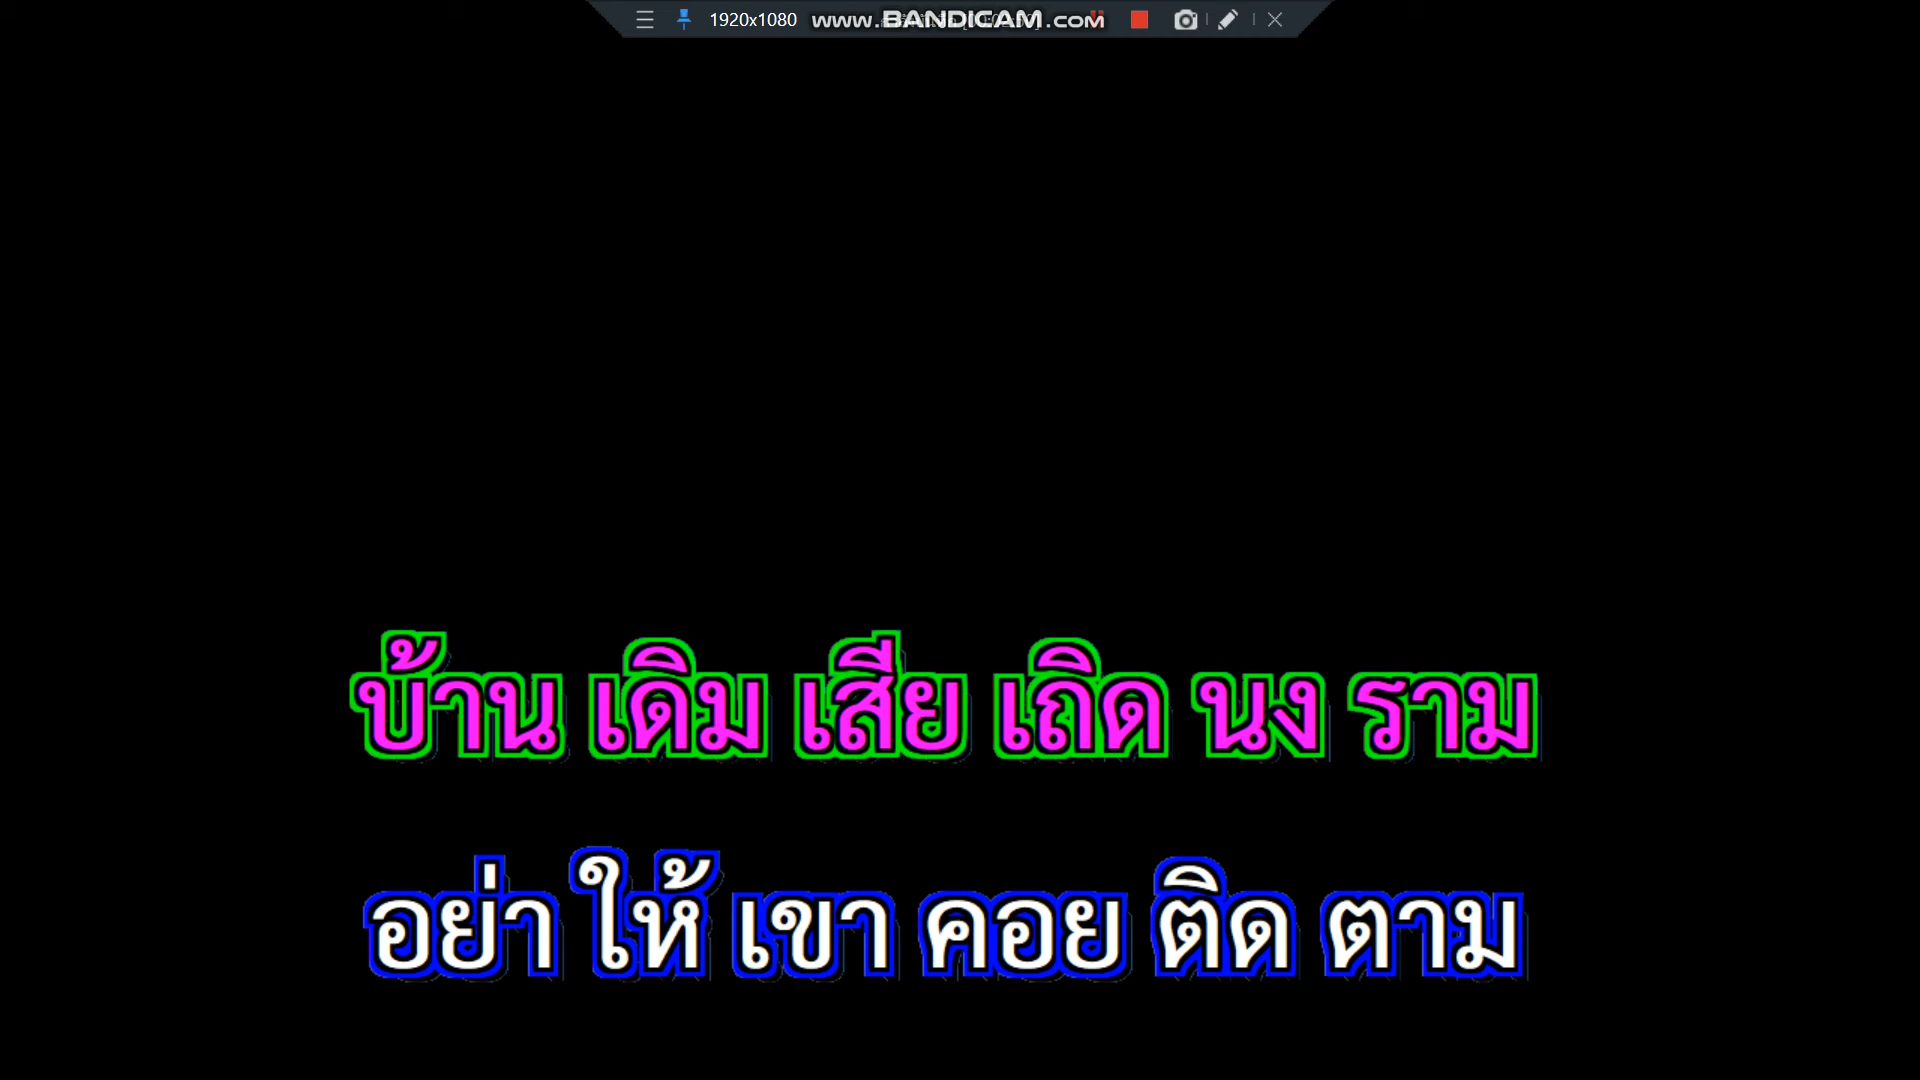 1920x1080 www.BANDICAM.com
บ้าน เดิม เสีย เถิด นง ราม
อย่า ให้ เขา คอย ติด ตาม